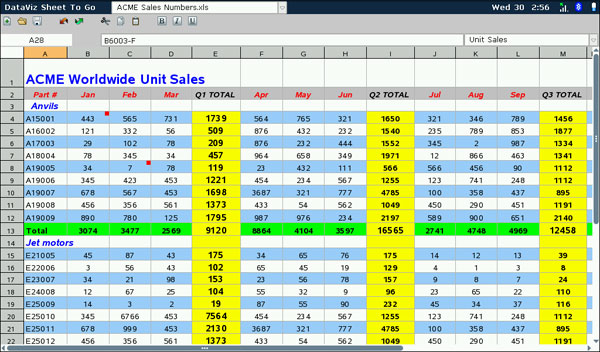 DataViz Sheet To Go ACME Sales Numbers.xls Wed 30 2:56
B I U
A28 B6003-F Unit Sales
A B C D E F G H I J K L M
1 ACME Worldwide Unit Sales
2 Part # Jan Feb Mar Q1 TOTAL Apr May Jun Q2 TOTAL Jul Aug Sep Q3 TOTAL
3 Anvils
4 A15001 443 565 731 1739 564 765 321 1650 321 346 789 1456
5 A16002 121 332 56 509 876 432 232 1540 235 789 853 1877
6 A17003 29 102 78 209 876 232 444 1552 345 2 987 1334
7 A18004 78 345 34 457 964 658 349 1971 12 866 463 1341
8 A19005 34 7 78 119 23 432 111 566 566 456 90 1112
9 A19006 345 423 453 1221 454 234 567 1255 123 741 248 1112
10 A19007 678 567 453 1698 3687 321 777 4785 100 358 437 895
11 A19008 456 356 561 1373 433 54 562 1049 450 290 451 1191
12 A19009 890 780 125 1795 987 976 234 2197 589 900 651 2140
13 Total 3074 3477 2569 9120 8864 4104 3597 16565 2741 4748 4969 12458
14 Jet motors
15 E21005 45 87 43 175 34 65 76 175 14 12 13 39
16 E22006 3 56 43 102 65 45 19 129 4 1 3 8
17 E23007 34 21 98 153 23 56 78 157 9 8 7 24
18 E24008 12 67 25 104 55 32 9 96 23 65 22 110
19 E25009 14 3 2 19 87 55 90 232 45 34 37 116
20 E25010 345 6766 453 7564 454 234 567 1255 123 741 248 1112
21 E25011 678 999 453 2130 3687 321 777 4785 100 358 437 895
22 E25012 456 356 561 1373 433 54 562 1049 450 290 451 1191